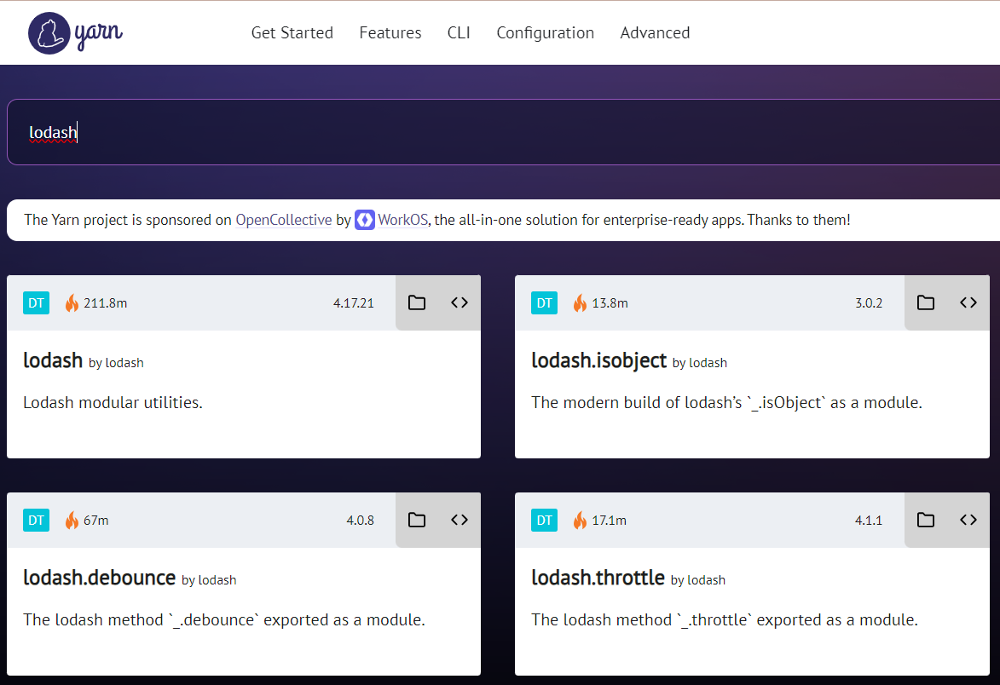 yarn
Get Started Features CLI Configuration Advanced
lodash
The Yarn project is sponsored on OpenCollective by WorkOS, the all-in-one solution for enterprise-ready apps. Thanks to them!
DT 211.8m 4.17.21
lodash by lodash
Lodash modular utilities.
DT 13.8m 3.0.2
lodash.isobject by lodash
The modern build of lodash’s `_.isObject` as a module.
DT 67m 4.0.8
lodash.debounce by lodash
The lodash method `_.debounce` exported as a module.
DT 17.1m 4.1.1
lodash.throttle by lodash
The lodash method `_.throttle` exported as a module.